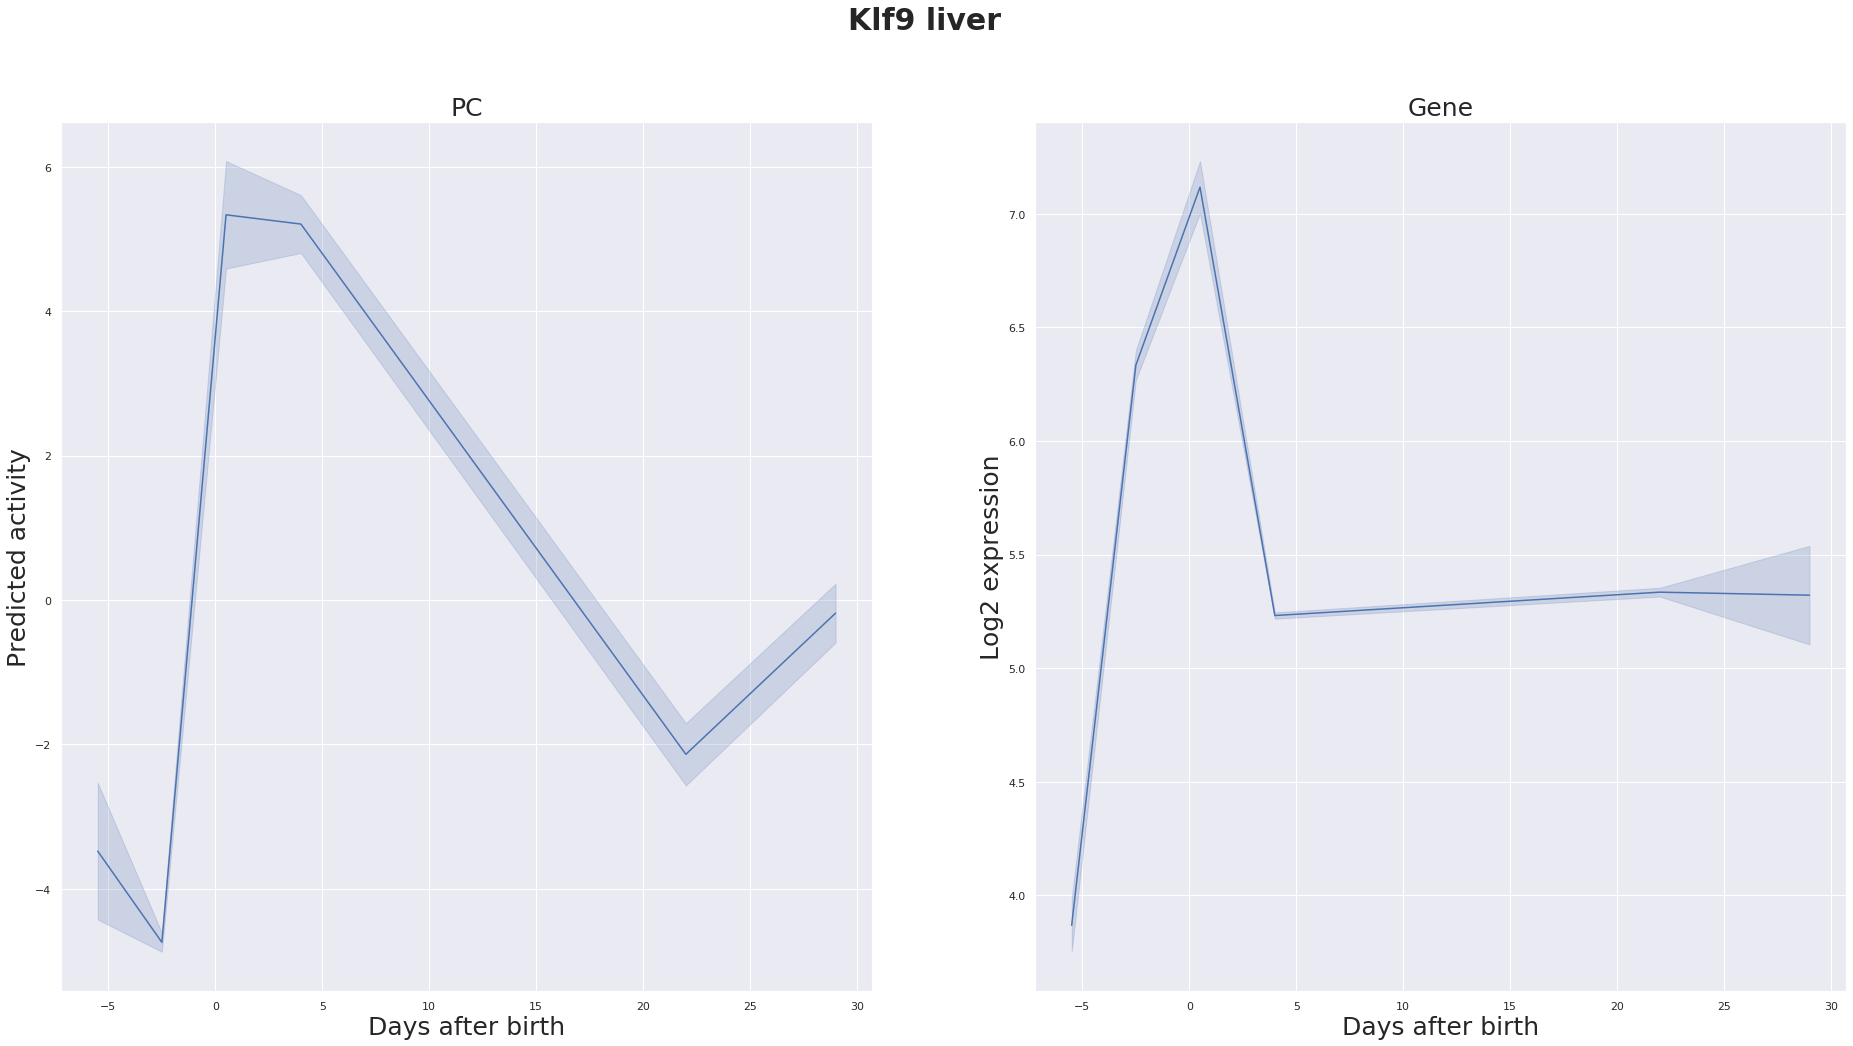 Klf9 liver
PC
Predicted activity
6
4
2
0
−2
−4
−5 0 5 10 15 20 25 30
Days after birth
Gene
Log2 expression
7.0
6.5
6.0
5.5
5.0
4.5
4.0
−5 0 5 10 15 20 25 30
Days after birth